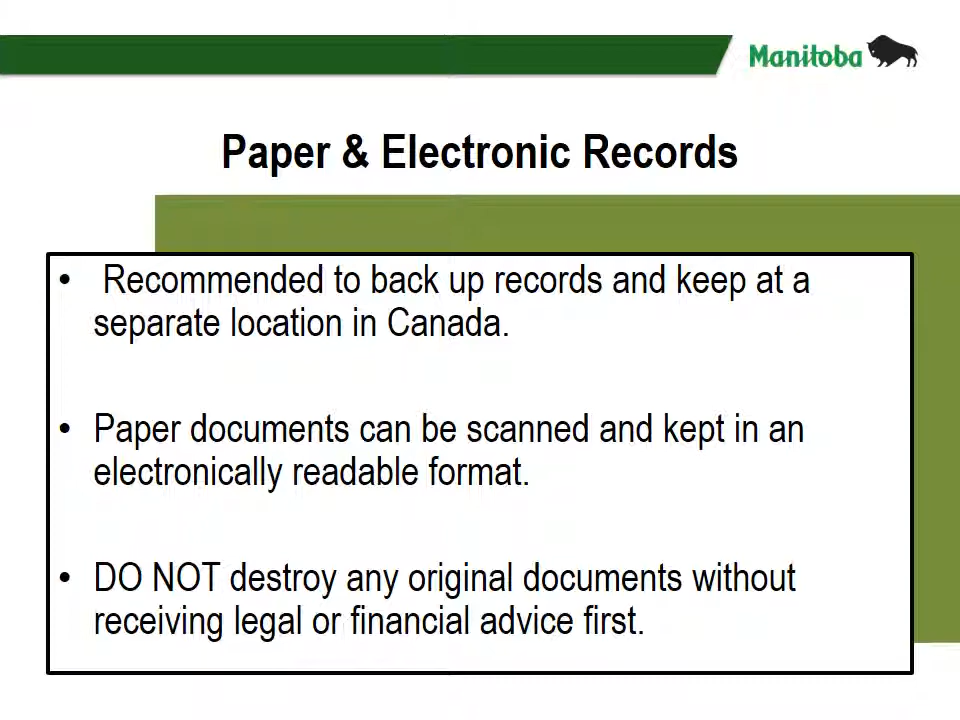 Manitoba
Paper & Electronic Records
• Recommended to back up records and keep at a
separate location in Canada.
• Paper documents can be scanned and kept in an
electronically readable format.
• DO NOT destroy any original documents without
receiving legal or financial advice first.